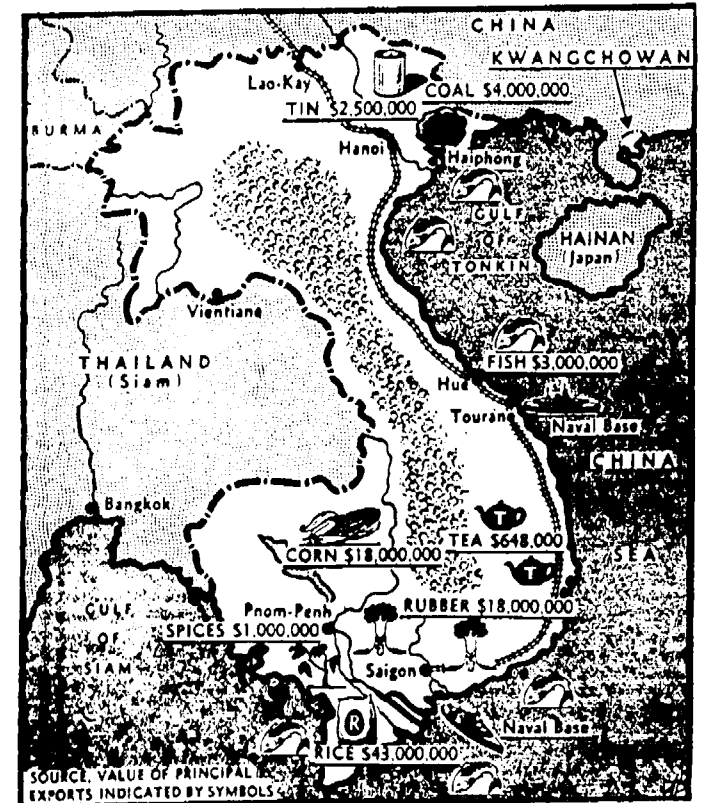 CHINA
KWANGCHOWAN
Lao-Kay
COAL $4,000,000
TIN $2,500,000
BURMA
Hanoi
Haiphong
GULF
OF
TONKIN
HAINAN
(Japan)
Vientiane
THAILAND
(Siam)
FISH $3,000,000
Hue
Tourane
Naval Base
CHINA
SEA
Bangkok
T
TEA $648,000
CORN $18,000,000
T
GULF
OF
SIAM
Pnom-Penh
RUBBER $18,000,000
SPICES $1,000,000
Saigon
R
Naval Base
RICE $43,000,000
SOURCE, VALUE OF PRINCIPAL
EXPORTS INDICATED BY SYMBOLS